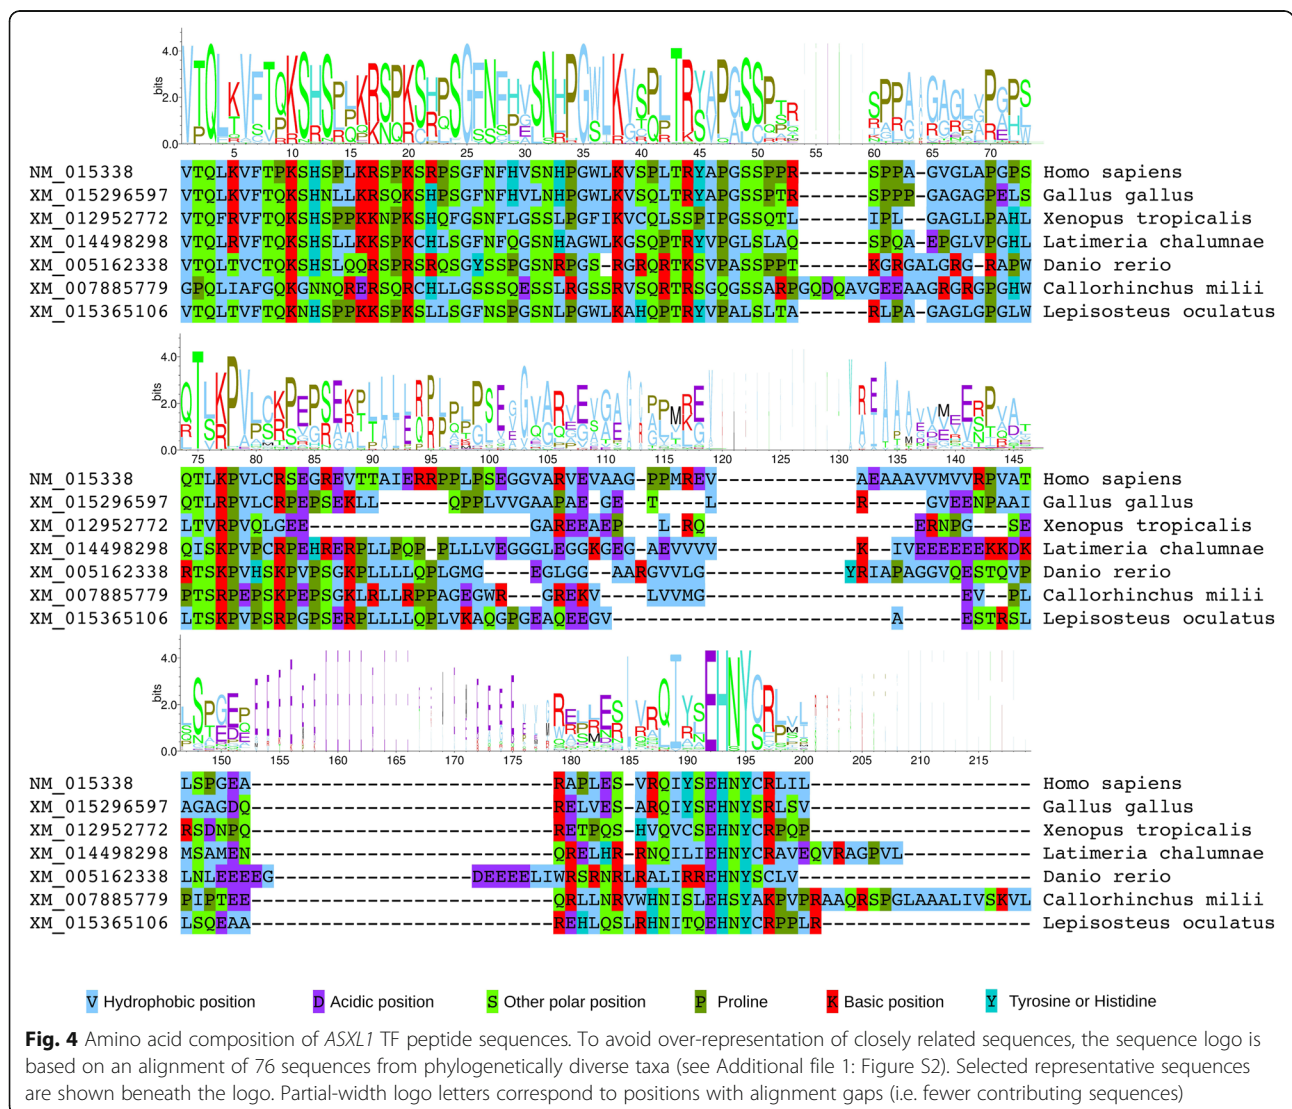 4.0
bits
2.0
0.0
5 10 15 20 25 30 35 40 45 50 55 60 65 70
NM_015338 VTQLKVFTPKSHSPLKRSPKSRPSGFNFHVSNHPGWLKVSPLTRYAPGSSPPR------SPPA-GVGLAPGPS Homo sapiens
XM_015296597 VTQLKVFTQKSHNLLKRSQKSHPSGFNFHVLNHPGWLKVSQLTRYAPGSSPTR------SPPP-GAGAGPELS Gallus gallus
XM_012952772 VTQFRVFTQKSHSPPKKNPKSHQFGSNFLGSSLPGFIKVCQLSSPIPGSSQTL------IPL--GAGLLPAHL Xenopus tropicalis
XM_014498298 VTQLRVFTQKSHSLLKKSPKCHLSGFNFQGSNHAGWLKGSQPTRYVPGLSLAQ------SPQA-EPGLVPGHL Latimeria chalumnae
XM_005162338 VTQLTVCTQKSHSLQQRSPRSRQSGYSSPGSNRPGS-RGRQRTKSVPASSPPT------KGRGALGRG-RAPW Danio rerio
XM_007885779 GPQLIAFGQKGNNQRERSQRCHLLGSSSQESSLRGSSRVSQRTRSGQGSSARPGQDQAVGEEAAGRGRGPGHW Callorhinchus milii
XM_015365106 VTQLTVFTQKNHSPPKKSPKSLLSGFNSPGSNLPGWLKAHQPTRYVPALSLTA------RLPA-GAGLGPGLW Lepisosteus oculatus
4.0
bits
2.0
0.0
75 80 85 90 95 100 105 110 115 120 125 130 135 140 145
NM_015338 QTLKPVLCRSEGREVTTAIERRPPLPSEGGVARVEVAAG-PPMREV------------AEAAAVVMVVRPVAT Homo sapiens
XM_015296597 QTLRPVLCRPEPSEKLL------QPPLVVGAAPAE-GE--T----L------------R-----GVEENPAAI Gallus gallus
XM_012952772 LTVRPVQLGEE-------------------GAREEAEP---L-RQ------------------ERNPG---SE Xenopus tropicalis
XM_014498298 QISKPVPCRPEHRERPLLPQP-PLLLVEGGGLEGGKGEG-AEVVVV------------K--IVEEEEEEKKDK Latimeria chalumnae
XM_005162338 RTSKPVHSKPVPSGKPLLLLQPLGMG----EGLGG--AARGVVLG------------YRIAPAGGVQESTQVP Danio rerio
XM_007885779 PTSRPEPSKPEPSGKLRLLRPPAGEGWR---GREKV----LVVMG----------------------EV--PL Callorhinchus milii
XM_015365106 LTSKPVPSRPGPSERPLLLLQPLVKAQGPGEAQEEGV------------------------A-----ESTRSL Lepisosteus oculatus
4.0
bits
2.0
0.0
150 155 160 165 170 175 180 185 190 195 200 205 210 215
NM_015338 LSPGEA--------------------------RAPLES-VRQIYSEHNYCRLIL------------------- Homo sapiens
XM_015296597 AGAGDQ--------------------------RELVES-ARQIYSEHNYSRLSV------------------- Gallus gallus
XM_012952772 RSDNPQ--------------------------RETPQS-HVQVCSEHNYCRPQP------------------- Xenopus tropicalis
XM_014498298 MSAMEN--------------------------QRELHR-RNQILIEHNYCRAVEQVRAGPVL----------- Latimeria chalumnae
XM_005162338 LNLEEEEG-----------------DEEEELIWRSRNRLRALIRREHNYSCLV-------------------- Danio rerio
XM_007885779 PIPTEE--------------------------QRLLNRVWHNISLEHSYAKPVPRAAQRSPGLAAALIVSKVL Callorhinchus milii
XM_015365106 LSQEAA--------------------------REHLQSLRHNITQEHNYCRPPLR------------------ Lepisosteus oculatus
V Hydrophobic position D Acidic position S Other polar position P Proline K Basic position Y Tyrosine or Histidine
Fig. 4 Amino acid composition of ASXL1 TF peptide sequences. To avoid over-representation of closely related sequences, the sequence logo is
based on an alignment of 76 sequences from phylogenetically diverse taxa (see Additional file 1: Figure S2). Selected representative sequences
are shown beneath the logo. Partial-width logo letters correspond to positions with alignment gaps (i.e. fewer contributing sequences)